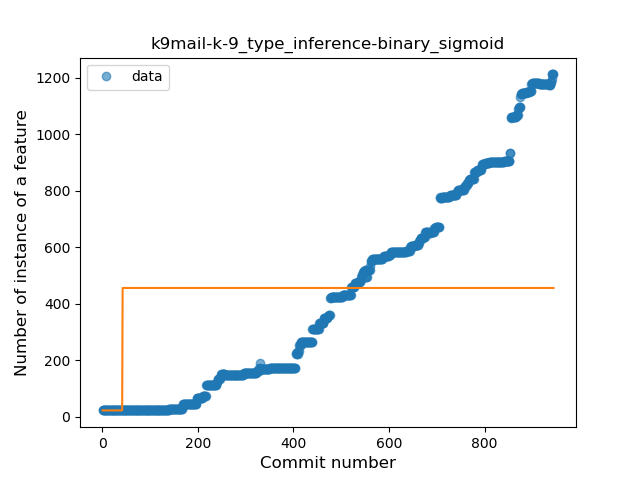 k9mail-k-9_type_inference-binary_sigmoid
data
Number of instance of a feature
1200
1000
800
600
400
200
0
0 200 400 600 800
Commit number